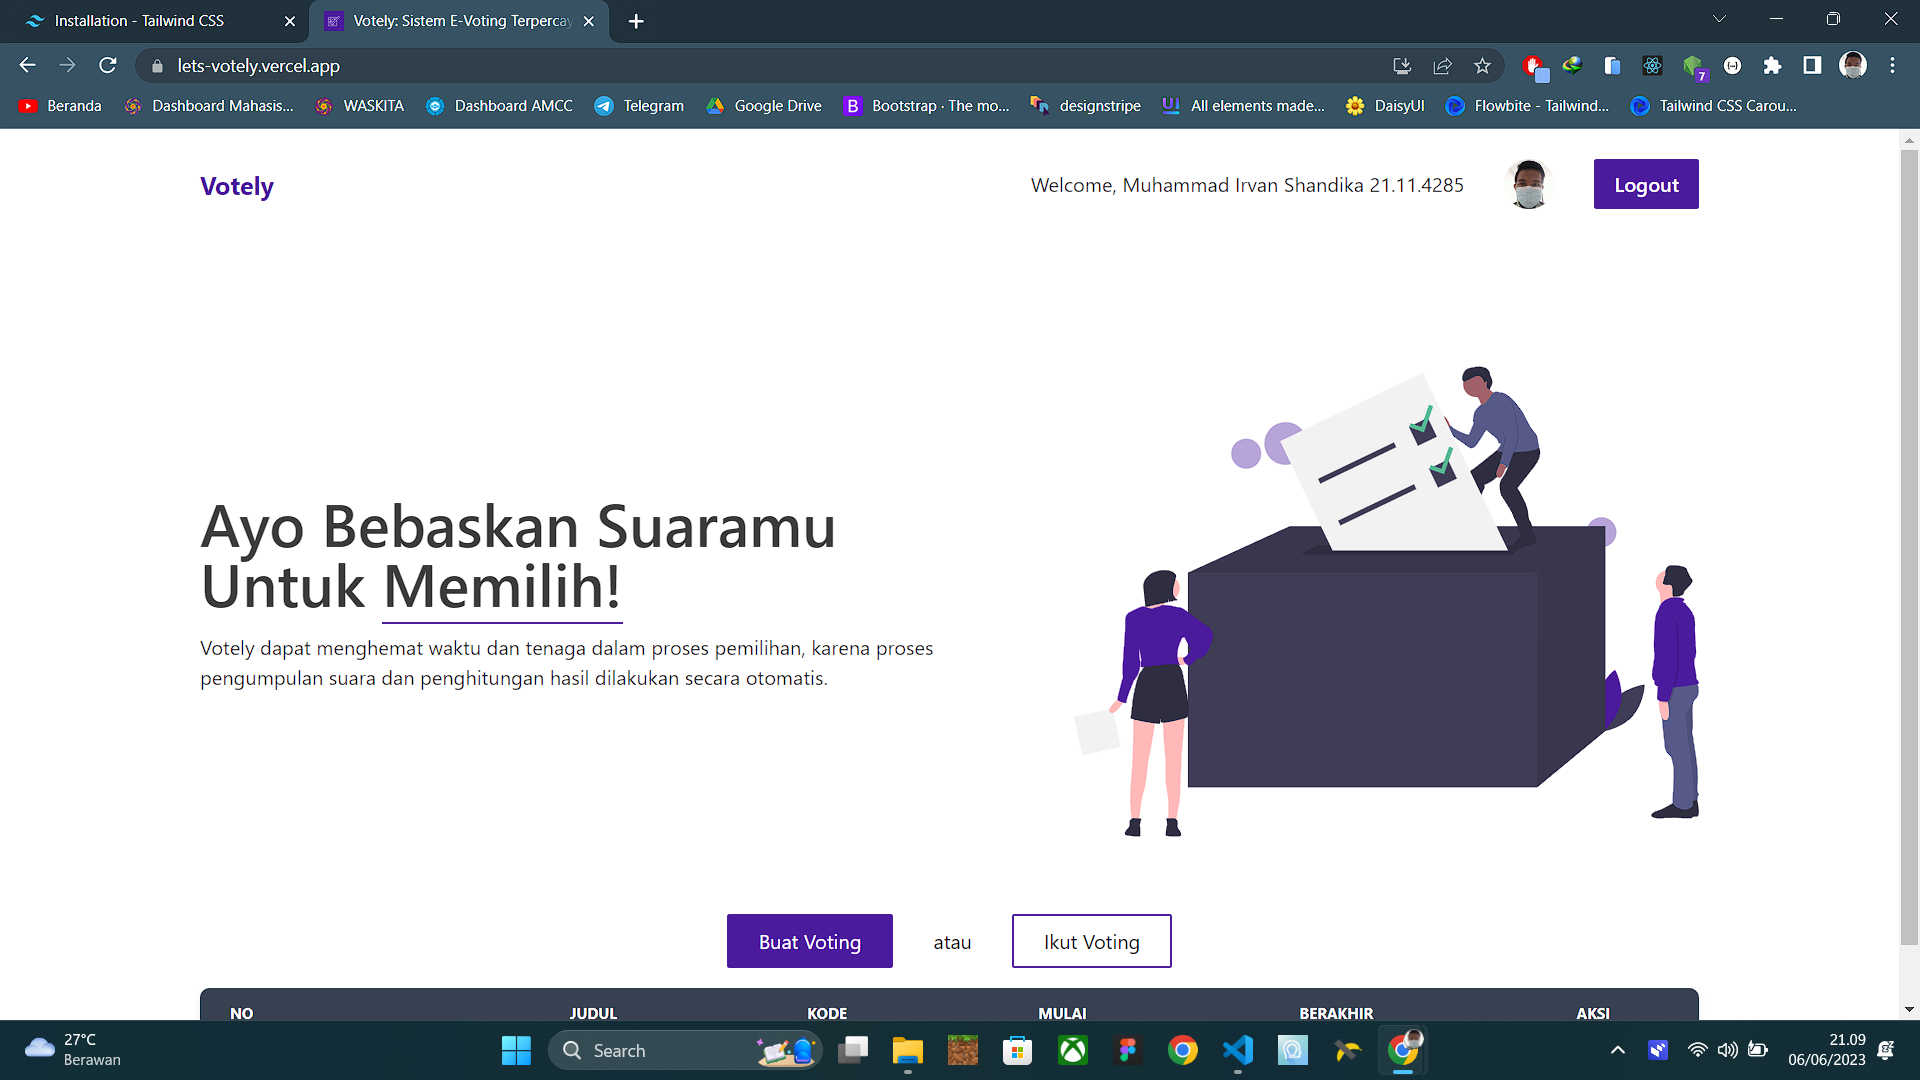 Installation - Tailwind CSS
Votely: Sistem E-Voting Terpercay
lets-votely.vercel.app
7
Beranda
Dashboard Mahasis...
WASKITA
Dashboard AMCC
Telegram
Google Drive
B
Bootstrap · The mo...
designstripe
UI
All elements made...
DaisyUI
Flowbite - Tailwind...
Tailwind CSS Carou...
Votely
Welcome, Muhammad Irvan Shandika 21.11.4285
Logout
Ayo Bebaskan Suaramu
Untuk Memilih!
Votely dapat menghemat waktu dan tenaga dalam proses pemilihan, karena proses
pengumpulan suara dan penghitungan hasil dilakukan secara otomatis.
Buat Voting
atau
Ikut Voting
NO JUDUL KODE MULAI BERAKHIR AKSI
27°C
Berawan
Search
21.09
06/06/2023